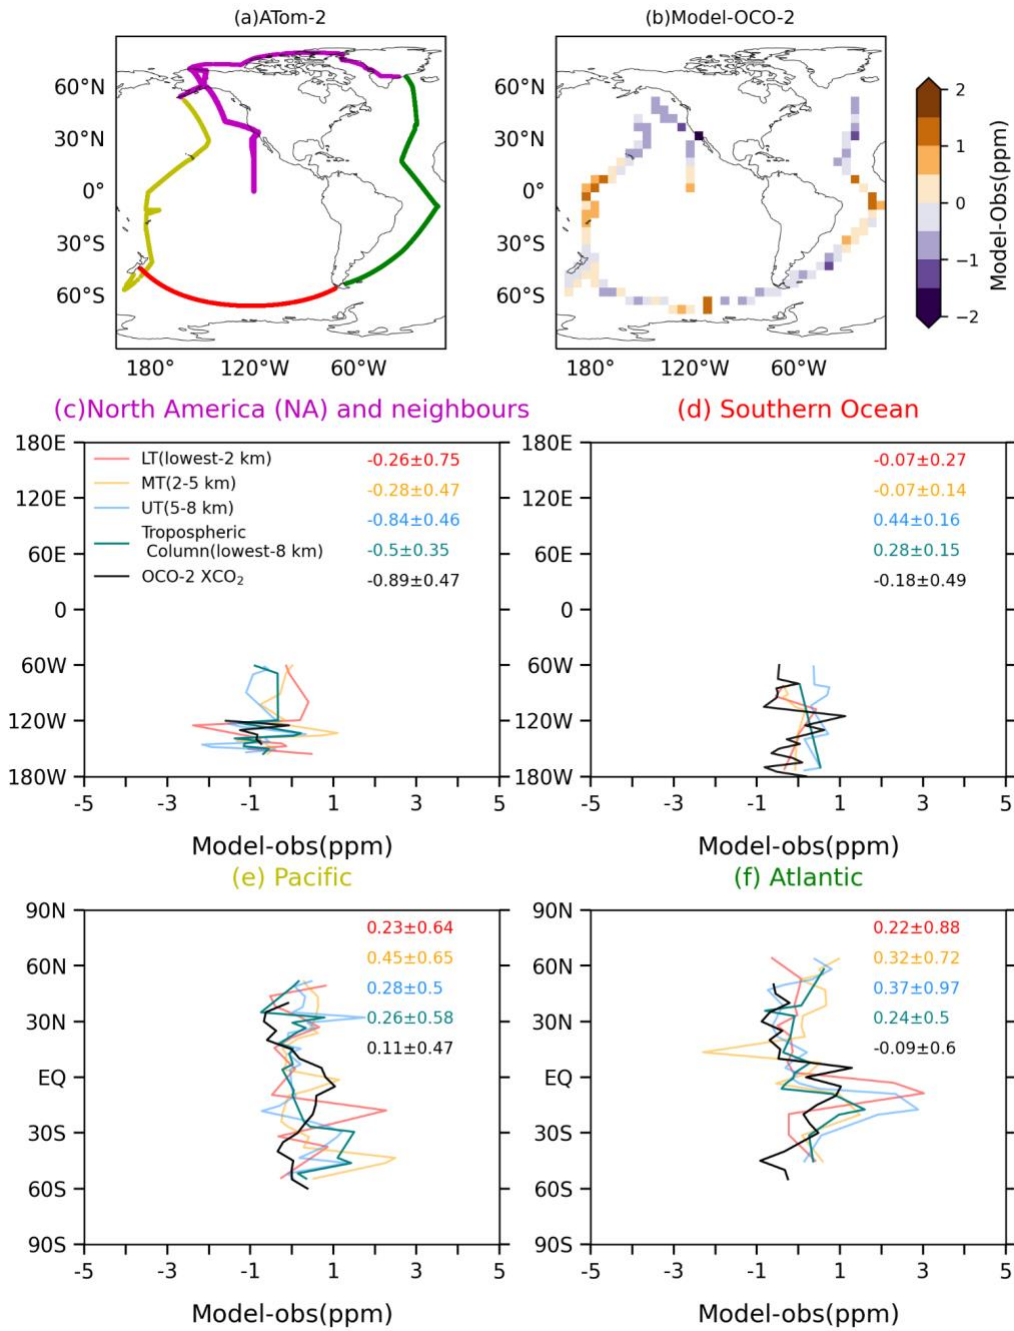 (a)ATom-2
(b)Model-OCO-2
60°N
30°N
0°
30°S
60°S
180°
120°W
60°W
60°N
30°N
0°
30°S
60°S
180°
120°W
60°W
2
1
0
−1
−2
Model-Obs(ppm)
(c)North America (NA) and neighbours
180E
120E
60E
0
60W
120W
180W
LT(lowest-2 km)
MT(2-5 km)
UT(5-8 km)
Tropospheric
Column(lowest-8 km)
OCO-2 XCO₂
-0.26±0.75
-0.28±0.47
-0.84±0.46
-0.5±0.35
-0.89±0.47
-5
-3
-1
1
3
5
Model-obs(ppm)
(d) Southern Ocean
180E
120E
60E
0
60W
120W
180W
-0.07±0.27
-0.07±0.14
0.44±0.16
0.28±0.15
-0.18±0.49
-5
-3
-1
1
3
5
Model-obs(ppm)
(e) Pacific
90N
60N
30N
EQ
30S
60S
90S
0.23±0.64
0.45±0.65
0.28±0.5
0.26±0.58
0.11±0.47
-5
-3
-1
1
3
5
Model-obs(ppm)
(f) Atlantic
90N
60N
30N
EQ
30S
60S
90S
0.22±0.88
0.32±0.72
0.37±0.97
0.24±0.5
-0.09±0.6
-5
-3
-1
1
3
5
Model-obs(ppm)